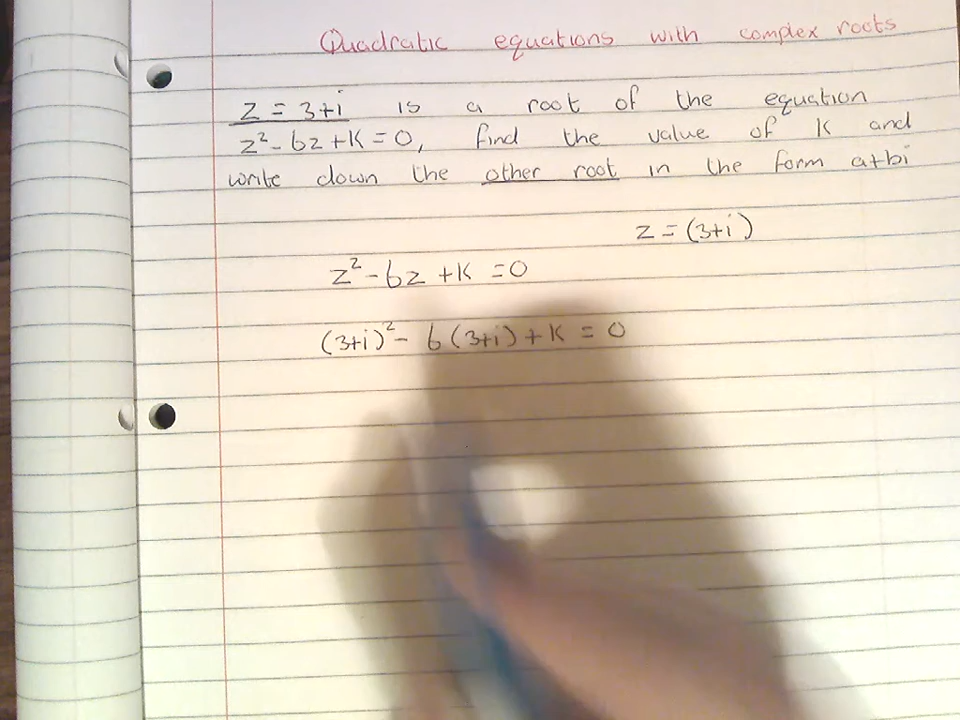 Quadratic equations with complex roots
z = 3+i is a root of the equation
z² - 6z + K = 0, find the value of K and
write down the other root in the form a+bi
z = (3+i)
z² - 6z + K = 0
(3+i)² - 6(3+i) + K = 0